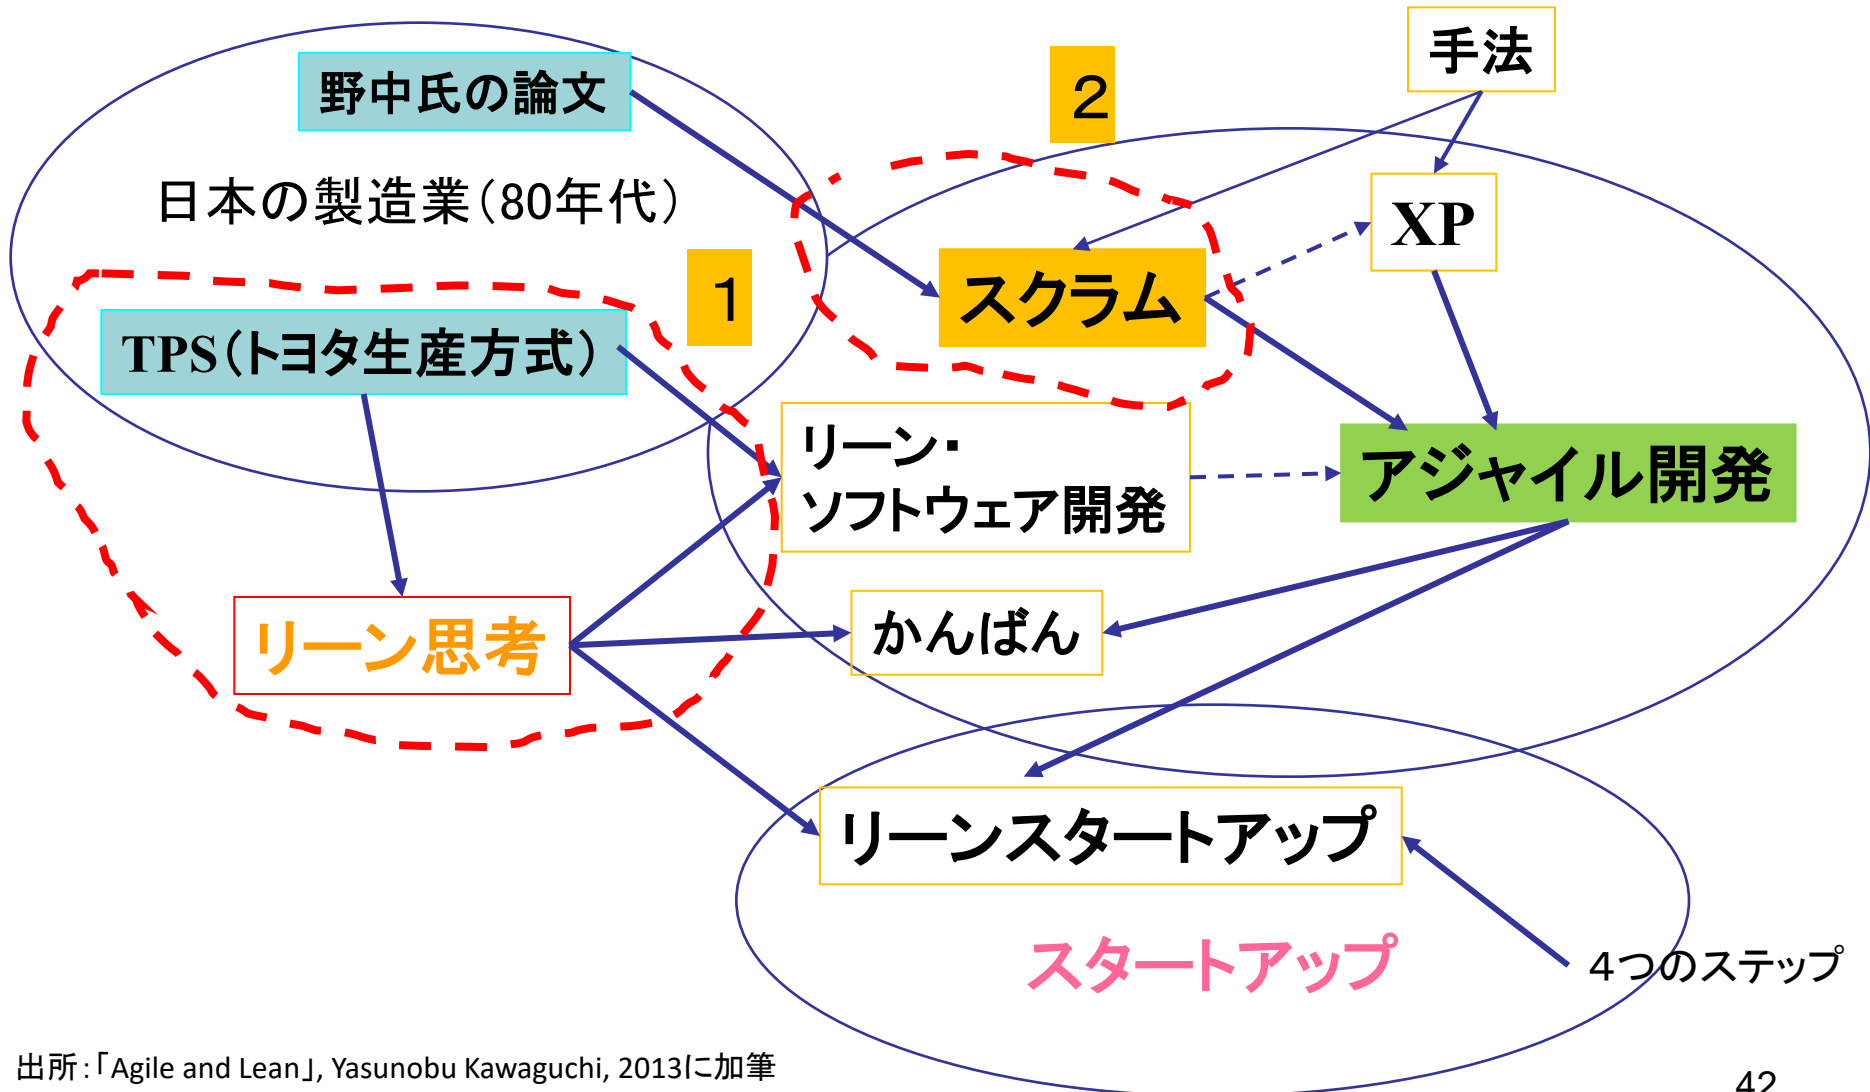 手法
野中氏の論文
2
日本の製造業（80年代）
XP
1
スクラム
TPS（トヨタ生産方式）
リーン・
ソフトウェア開発
アジャイル開発
リーン思考
かんばん
リーンスタートアップ
スタートアップ
4つのステップ
出所：「Agile and Lean」, Yasunobu Kawaguchi, 2013に加筆
42